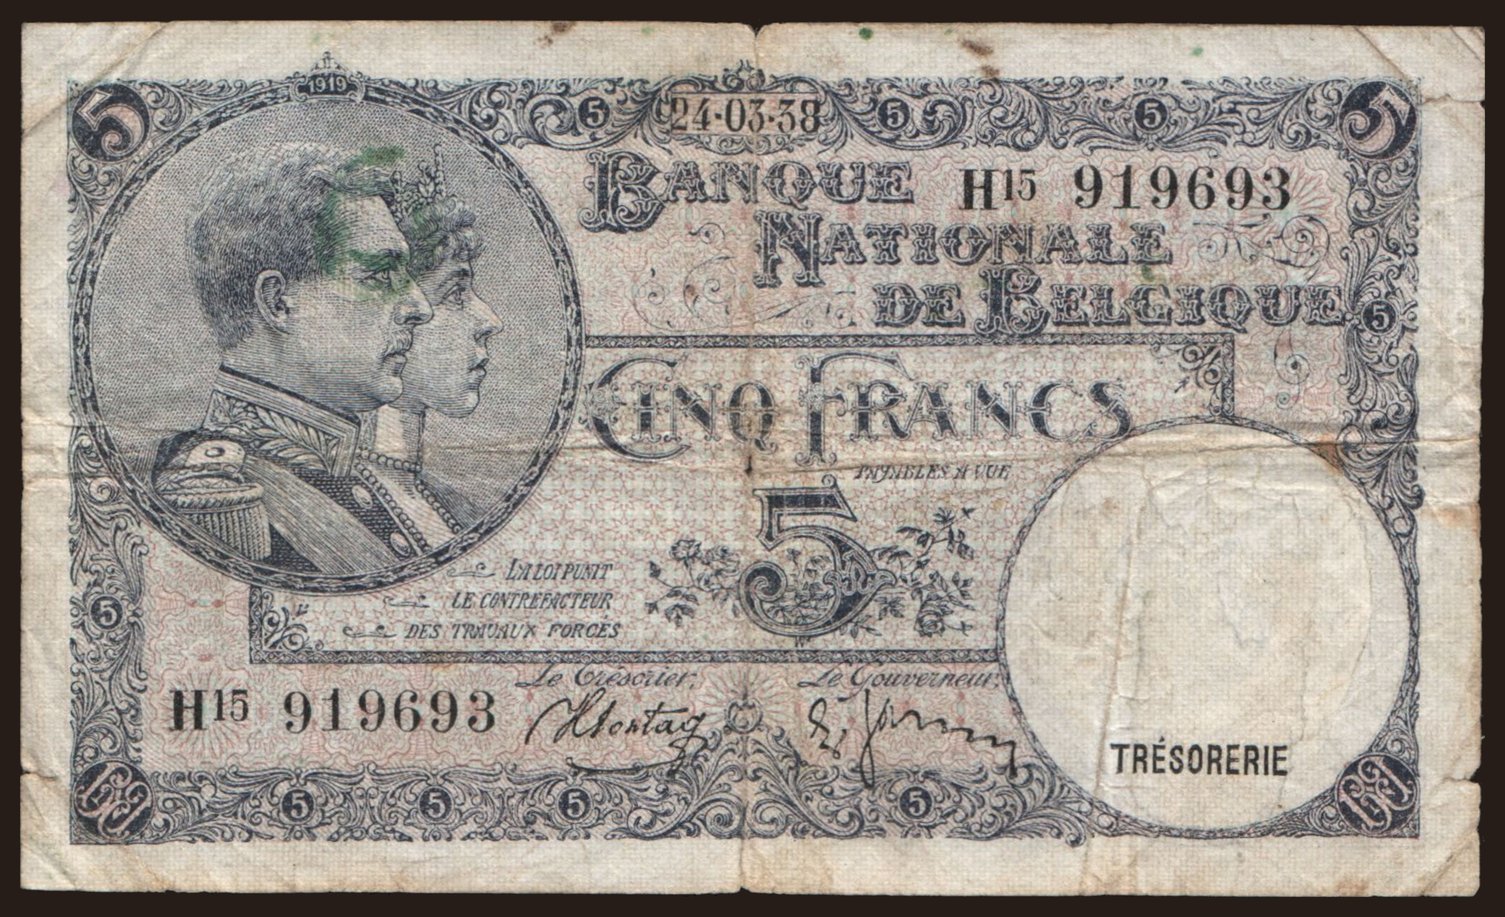 1919
5 5 5 5 5
24-03-38
BANQUE
H15 919693
NATIONALE
DE BELGIQUE
5
CINQ FRANCS
PAYABLES A VUE
5
LA LOI PUNIT
LE CONTREFACTEUR
DES TRAVAUX FORCÉS
5
Le Trésorier, Le Gouverneur,
H15 919693
TRÉSORERIE
5 5 5 5